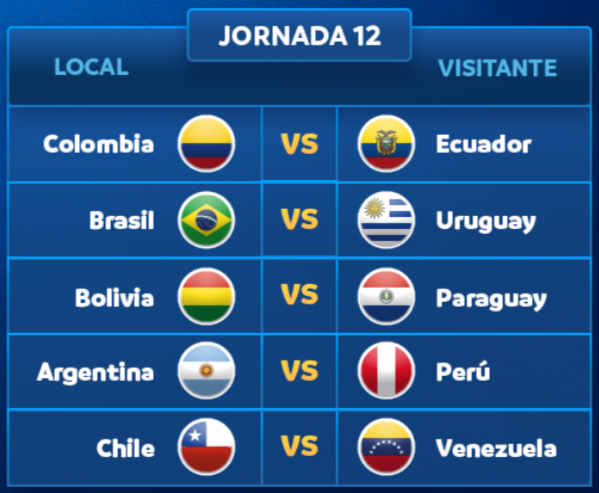 JORNADA 12
LOCAL VISITANTE
Colombia VS Ecuador
Brasil VS Uruguay
Bolivia VS Paraguay
Argentina VS Perú
Chile VS Venezuela